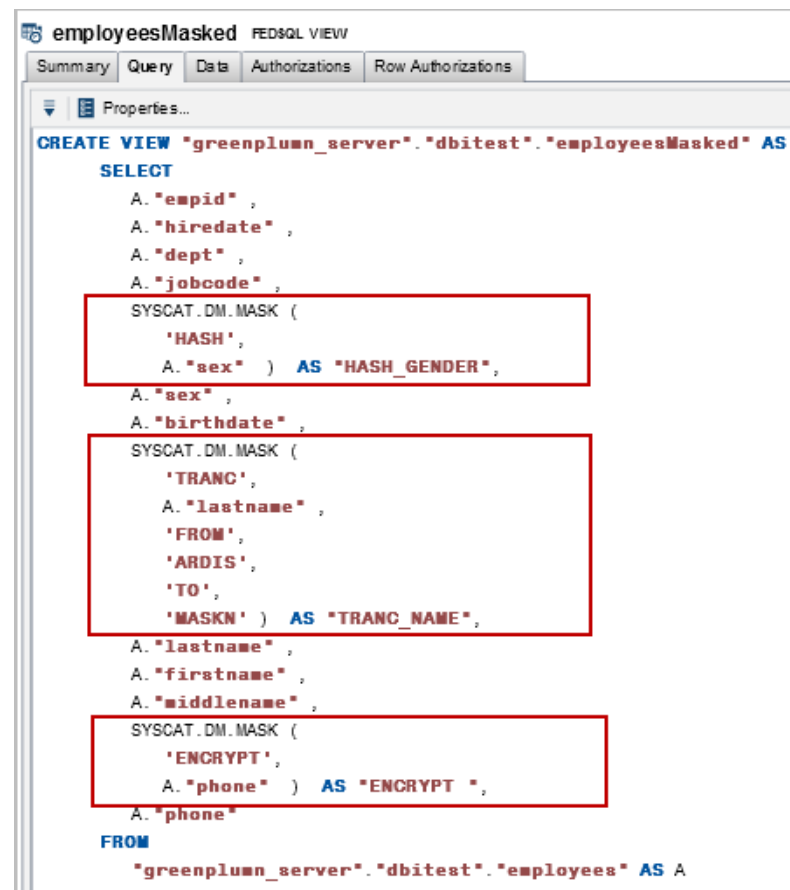 employeesMasked FEDSQL VIEW
Summary Query Data Authorizations Row Authorizations
Properties...
CREATE VIEW "greenplumn_server"."dbitest"."employeesMasked" AS
SELECT
A."empid" ,
A."hiredate" ,
A."dept" ,
A."jobcode" ,
SYSCAT.DM.MASK (
'HASH',
A."sex" ) AS "HASH_GENDER",
A."sex" ,
A."birthdate" ,
SYSCAT.DM.MASK (
'TRANC',
A."lastname" ,
'FROM',
'ARDIS',
'TO',
'MASKN' ) AS "TRANC_NAME",
A."lastname" ,
A."firstname" ,
A."middlename" ,
SYSCAT.DM.MASK (
'ENCRYPT',
A."phone" ) AS "ENCRYPT ",
A."phone"
FROM
"greenplumn_server"."dbitest"."employees" AS A